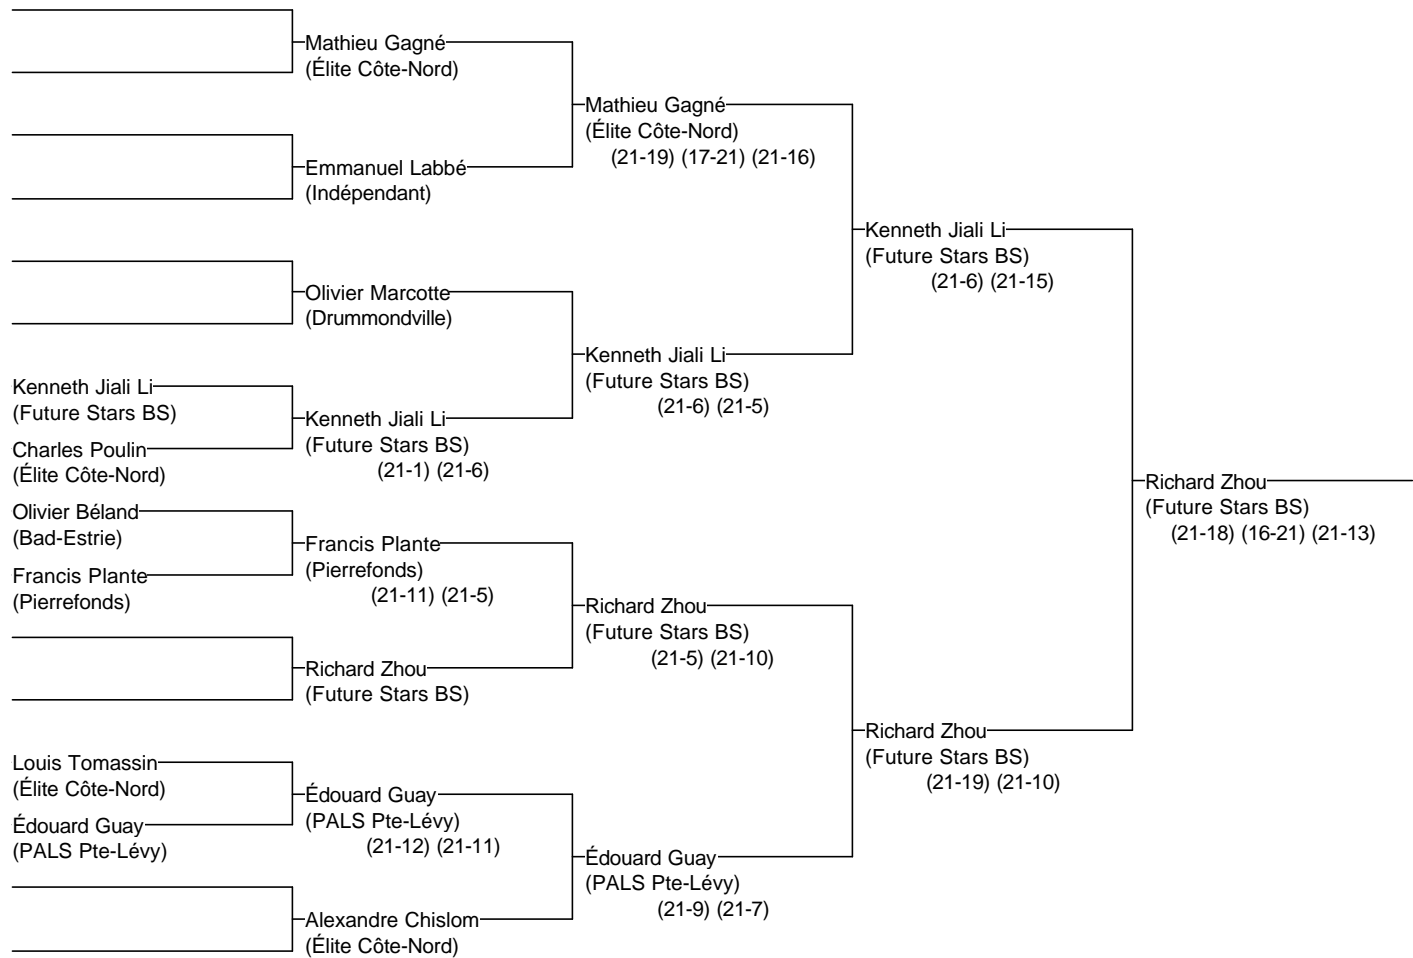 Mathieu Gagné
(Élite Côte-Nord)
Emmanuel Labbé
(Indépendant)
Mathieu Gagné
(Élite Côte-Nord)
(21-19) (17-21) (21-16)
Olivier Marcotte
(Drummondville)
Kenneth Jiali Li
(Future Stars BS)
Charles Poulin
(Élite Côte-Nord)
Kenneth Jiali Li
(Future Stars BS)
(21-1) (21-6)
Kenneth Jiali Li
(Future Stars BS)
(21-6) (21-5)
Kenneth Jiali Li
(Future Stars BS)
(21-6) (21-15)
Olivier Béland
(Bad-Estrie)
Francis Plante
(Pierrefonds)
Francis Plante
(Pierrefonds)
(21-11) (21-5)
Richard Zhou
(Future Stars BS)
Richard Zhou
(Future Stars BS)
(21-5) (21-10)
Louis Tomassin
(Élite Côte-Nord)
Édouard Guay
(PALS Pte-Lévy)
Édouard Guay
(PALS Pte-Lévy)
(21-12) (21-11)
Alexandre Chislom
(Élite Côte-Nord)
Édouard Guay
(PALS Pte-Lévy)
(21-9) (21-7)
Richard Zhou
(Future Stars BS)
(21-19) (21-10)
Richard Zhou
(Future Stars BS)
(21-18) (16-21) (21-13)